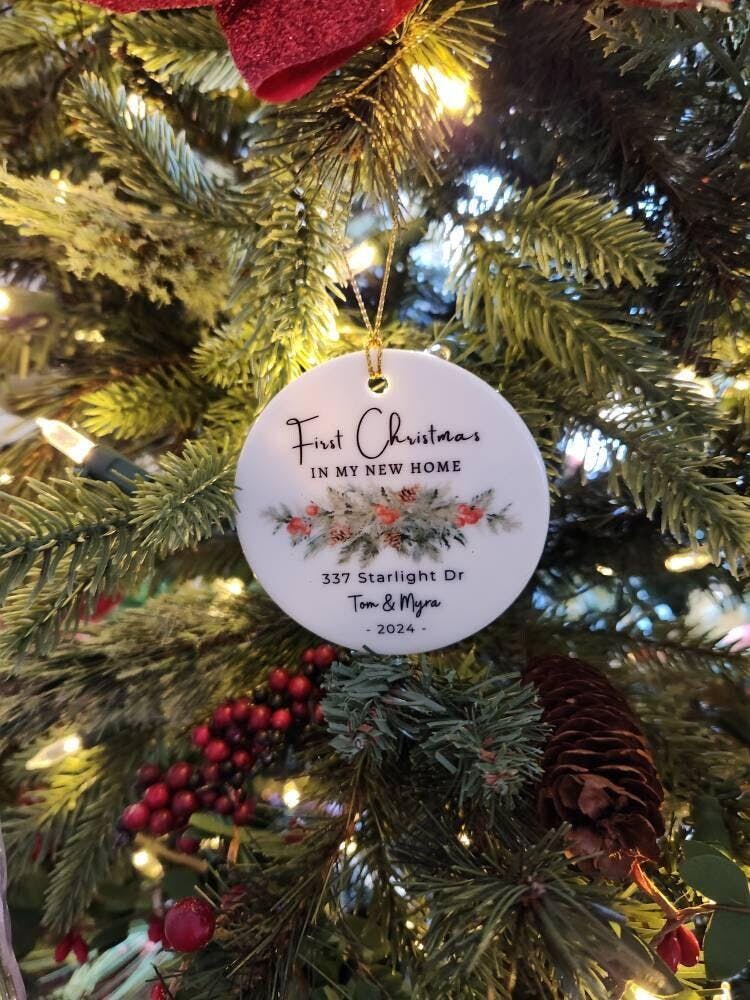 First Christmas
IN MY NEW HOME
337 Starlight Dr
Tom & Myra
- 2024 -